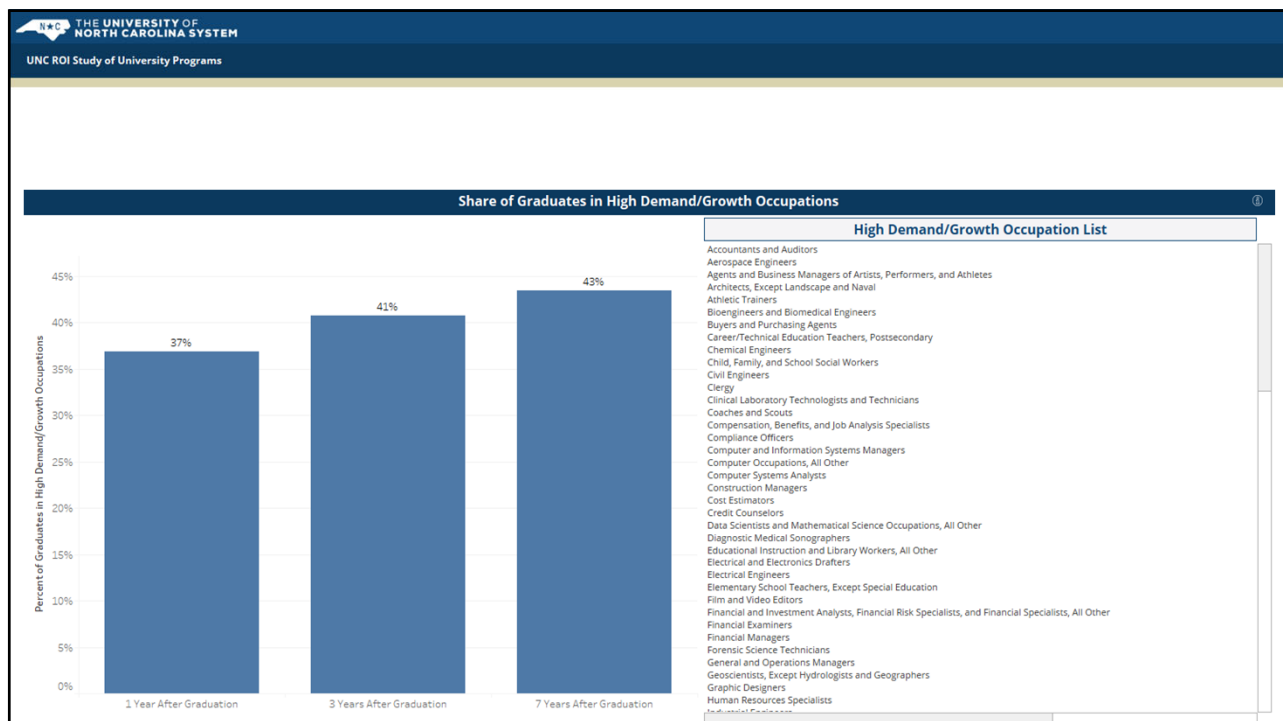 N★C
THE UNIVERSITY OF
NORTH CAROLINA SYSTEM
UNC ROI Study of University Programs
Share of Graduates in High Demand/Growth Occupations
Percent of Graduates in High Demand/Growth Occupations
45%
40%
35%
30%
25%
20%
15%
10%
5%
0%
37%
41%
43%
1 Year After Graduation
3 Years After Graduation
7 Years After Graduation
High Demand/Growth Occupation List
Accountants and Auditors
Aerospace Engineers
Agents and Business Managers of Artists, Performers, and Athletes
Architects, Except Landscape and Naval
Athletic Trainers
Bioengineers and Biomedical Engineers
Buyers and Purchasing Agents
Career/Technical Education Teachers, Postsecondary
Chemical Engineers
Child, Family, and School Social Workers
Civil Engineers
Clergy
Clinical Laboratory Technologists and Technicians
Coaches and Scouts
Compensation, Benefits, and Job Analysis Specialists
Compliance Officers
Computer and Information Systems Managers
Computer Occupations, All Other
Computer Systems Analysts
Construction Managers
Cost Estimators
Credit Counselors
Data Scientists and Mathematical Science Occupations, All Other
Diagnostic Medical Sonographers
Educational Instruction and Library Workers, All Other
Electrical and Electronics Drafters
Electrical Engineers
Elementary School Teachers, Except Special Education
Film and Video Editors
Financial and Investment Analysts, Financial Risk Specialists, and Financial Specialists, All Other
Financial Examiners
Financial Managers
Forensic Science Technicians
General and Operations Managers
Geoscientists, Except Hydrologists and Geographers
Graphic Designers
Human Resources Specialists
Industrial Engineers